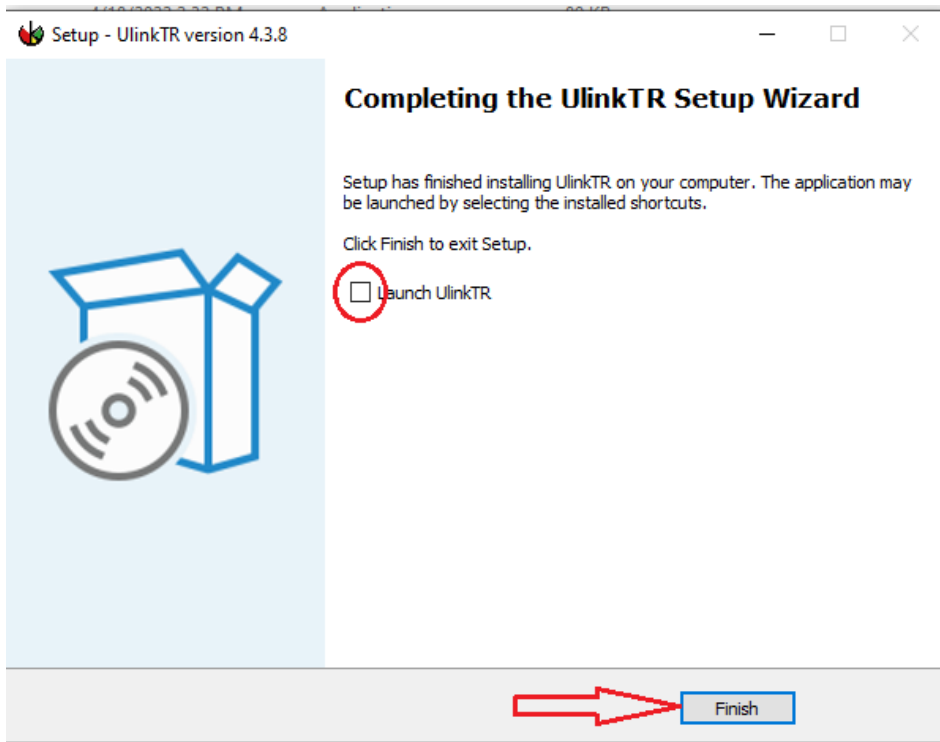 Setup - UlinkTR version 4.3.8
Completing the UlinkTR Setup Wizard
Setup has finished installing UlinkTR on your computer. The application may
be launched by selecting the installed shortcuts.
Click Finish to exit Setup.
Launch UlinkTR
Finish